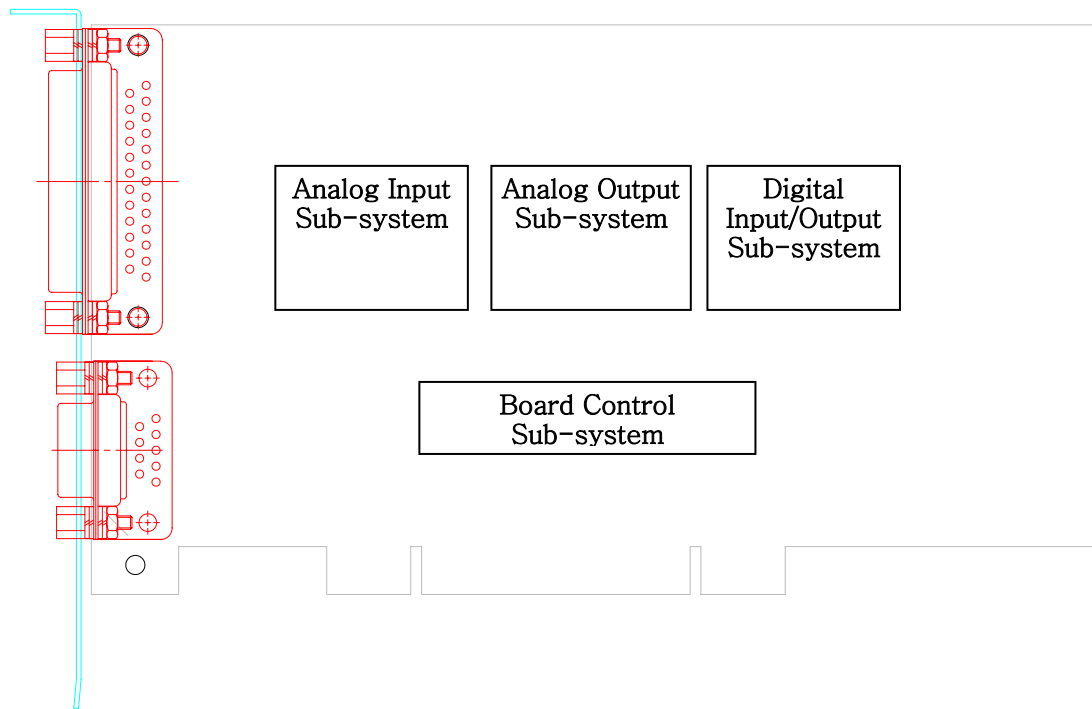 Analog Input
Sub-system
Analog Output
Sub-system
Digital
Input/Output
Sub-system
Board Control
Sub-system